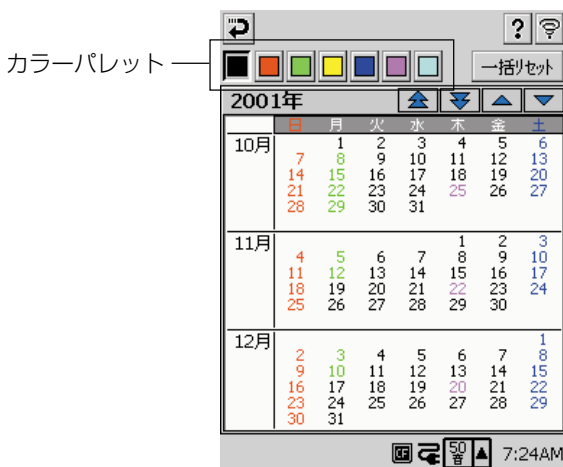 ?
カラーパレット
一括リセット
2001年
日 月 火 水 木 金 土
10月 1 2 3 4 5 6
7 8 9 10 11 12 13
14 15 16 17 18 19 20
21 22 23 24 25 26 27
28 29 30 31
11月 1 2 3
4 5 6 7 8 9 10
11 12 13 14 15 16 17
18 19 20 21 22 23 24
25 26 27 28 29 30
12月 1
2 3 4 5 6 7 8
9 10 11 12 13 14 15
16 17 18 19 20 21 22
23 24 25 26 27 28 29
30 31
CF 50音 7:24AM